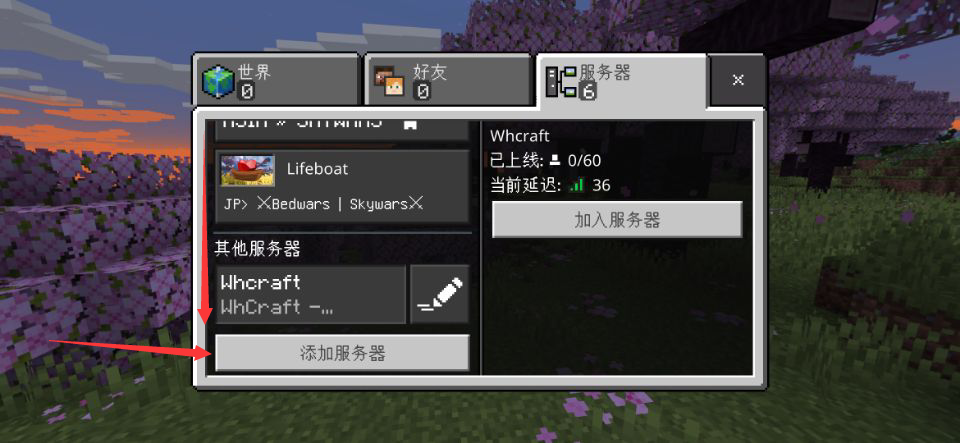 世界
0
好友
0
服务器
6
Lifeboat
JP> ⚔Bedwars | Skywars⚔
其他服务器
Whcraft
WhCraft -...
添加服务器
Whcraft
已上线: 0/60
当前延迟: 36
加入服务器